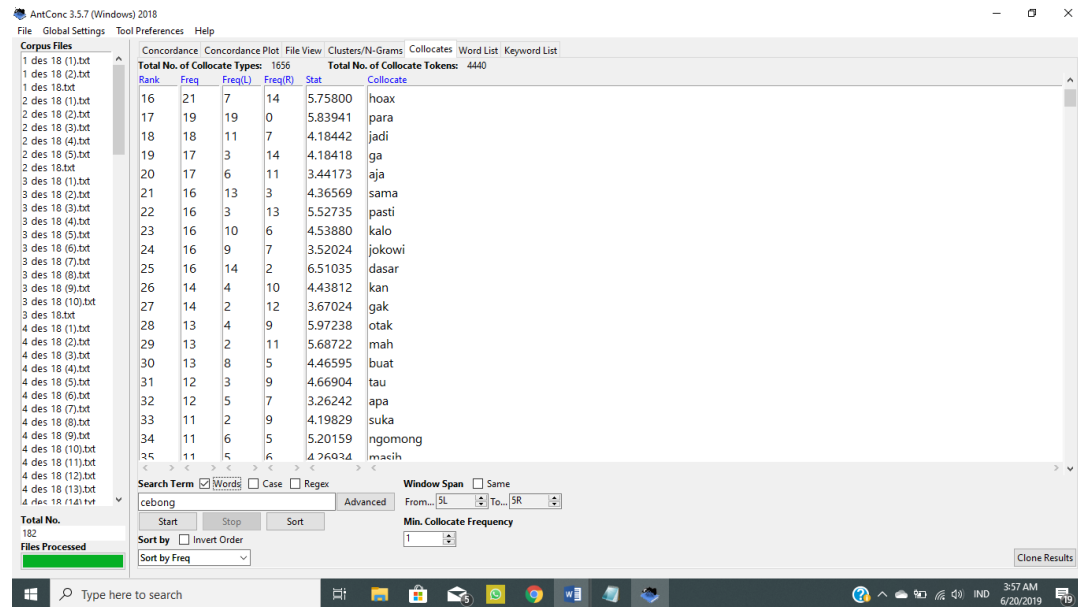 AntConc 3.5.7 (Windows) 2018
File Global Settings Tool Preferences Help
Corpus Files
1 des 18 (1).txt
1 des 18 (2).txt
1 des 18.txt
2 des 18 (1).txt
2 des 18 (2).txt
2 des 18 (3).txt
2 des 18 (4).txt
2 des 18 (5).txt
2 des 18.txt
3 des 18 (1).txt
3 des 18 (2).txt
3 des 18 (3).txt
3 des 18 (4).txt
3 des 18 (5).txt
3 des 18 (6).txt
3 des 18 (7).txt
3 des 18 (8).txt
3 des 18 (9).txt
3 des 18 (10).txt
3 des 18.txt
4 des 18 (1).txt
4 des 18 (2).txt
4 des 18 (3).txt
4 des 18 (4).txt
4 des 18 (5).txt
4 des 18 (6).txt
4 des 18 (7).txt
4 des 18 (8).txt
4 des 18 (9).txt
4 des 18 (10).txt
4 des 18 (11).txt
4 des 18 (12).txt
4 des 18 (13).txt
4 des 18 (14).txt
Total No.
182
Files Processed
Concordance Concordance Plot File View Clusters/N-Grams Collocates Word List Keyword List
Total No. of Collocate Types: 1656 Total No. of Collocate Tokens: 4440
Rank Freq Freq(L) Freq(R) Stat Collocate
16 21 7 14 5.75800 hoax
17 19 19 0 5.83941 para
18 18 11 7 4.18442 jadi
19 17 3 14 4.18418 ga
20 17 6 11 3.44173 aja
21 16 13 3 4.36569 sama
22 16 3 13 5.52735 pasti
23 16 10 6 4.53880 kalo
24 16 9 7 3.52024 jokowi
25 16 14 2 6.51035 dasar
26 14 4 10 4.43812 kan
27 14 2 12 3.67024 gak
28 13 4 9 5.97238 otak
29 13 2 11 5.68722 mah
30 13 8 5 4.46595 buat
31 12 3 9 4.66904 tau
32 12 5 7 3.26242 apa
33 11 2 9 4.19829 suka
34 11 6 5 5.20159 ngomong
35 11 5 6 4.26934 masih
Search Term Words Case Regex Window Span Same
cebong Advanced From... 5L To... 5R
Start Stop Sort Min. Collocate Frequency
Sort by Invert Order 1
Sort by Freq Clone Results
Type here to search
5
IND
3:57 AM
6/20/2019
19